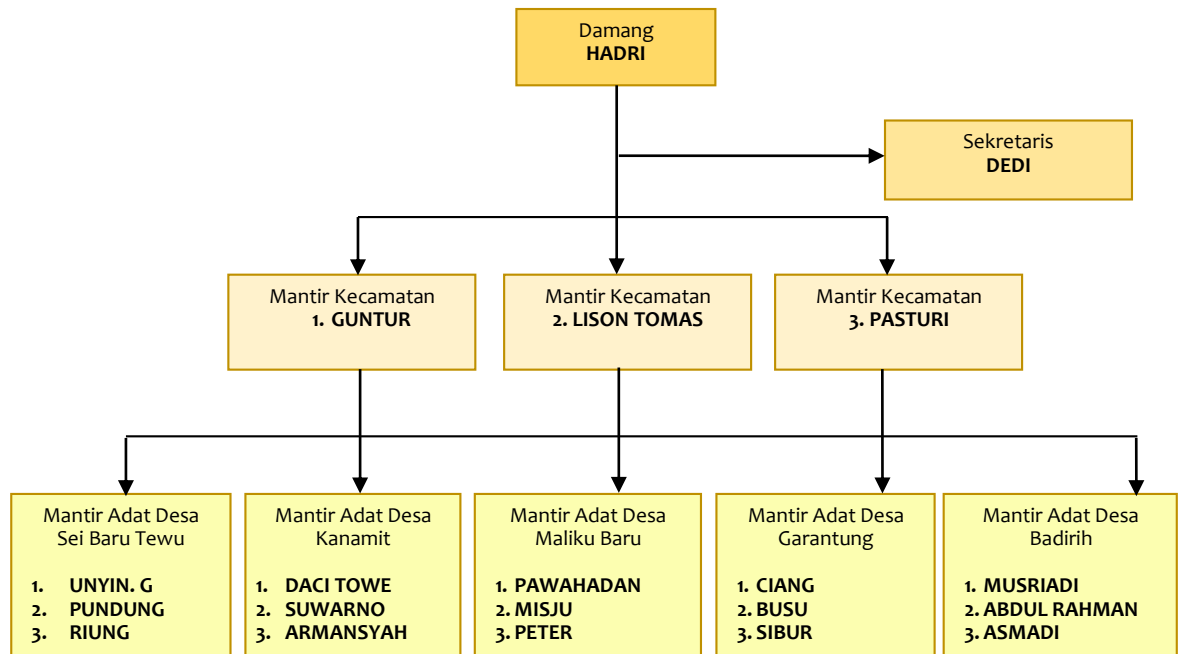 Damang
HADRI
Sekretaris
DEDI
Mantir Kecamatan
1. GUNTUR
Mantir Kecamatan
2. LISON TOMAS
Mantir Kecamatan
3. PASTURI
Mantir Adat Desa
Sei Baru Tewu
1. UNYIN. G
2. PUNDUNG
3. RIUNG
Mantir Adat Desa
Kanamit
1. DACI TOWE
2. SUWARNO
3. ARMANSYAH
Mantir Adat Desa
Maliku Baru
1. PAWAHADAN
2. MISJU
3. PETER
Mantir Adat Desa
Garantung
1. CIANG
2. BUSU
3. SIBUR
Mantir Adat Desa
Badirih
1. MUSRIADI
2. ABDUL RAHMAN
3. ASMADI